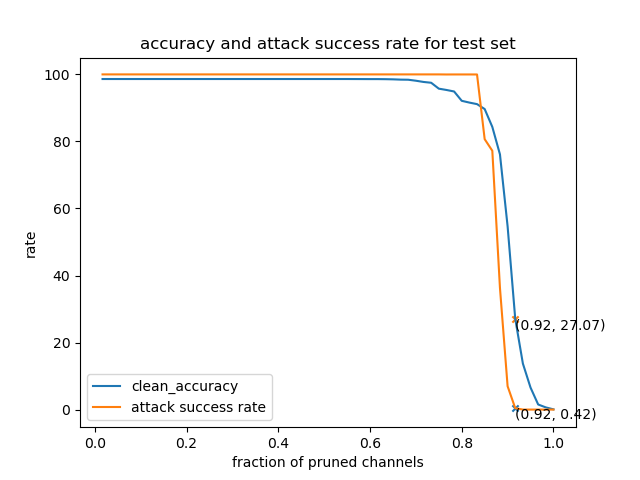 accuracy and attack success rate for test set
100
80
60
40
20
0
rate
(0.92, 27.07)
(0.92, 0.42)
clean_accuracy
attack success rate
0.0 0.2 0.4 0.6 0.8 1.0
fraction of pruned channels